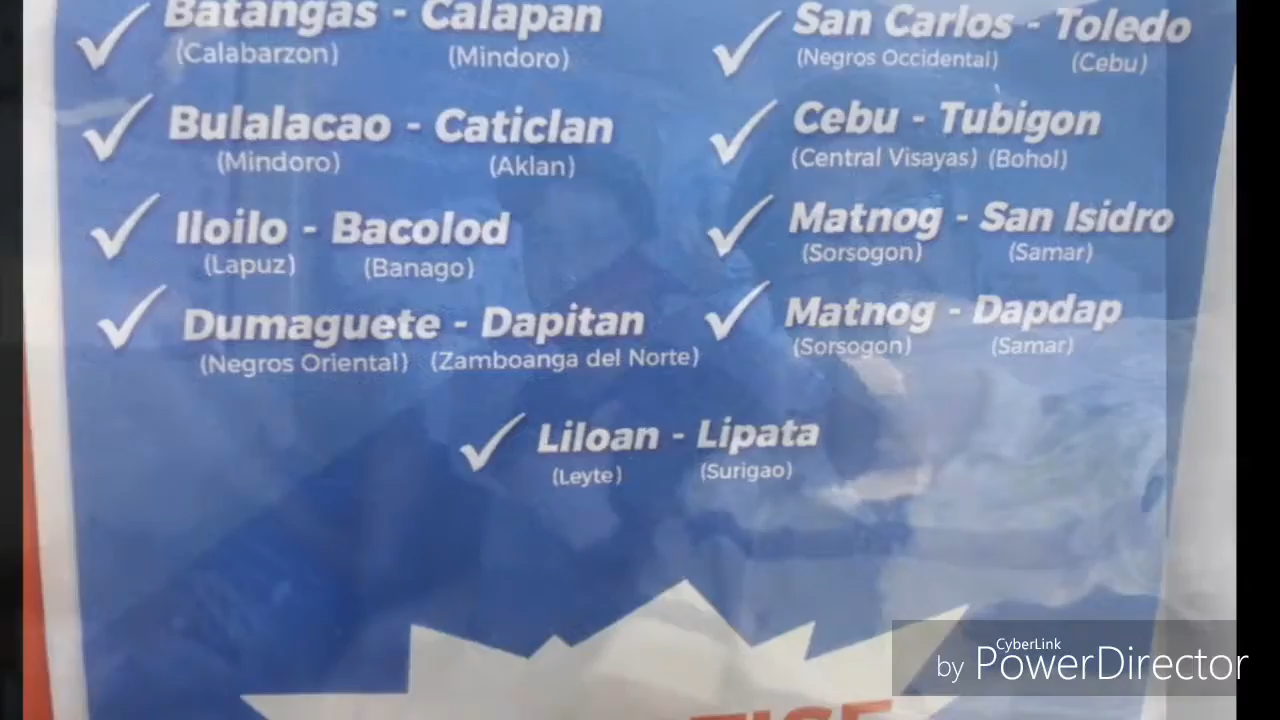 Batangas - Calapan
(Calabarzon) (Mindoro)
Bulalacao - Caticlan
(Mindoro) (Aklan)
Iloilo - Bacolod
(Lapuz) (Banago)
Dumaguete - Dapitan
(Negros Oriental) (Zamboanga del Norte)
San Carlos - Toledo
(Negros Occidental) (Cebu)
Cebu - Tubigon
(Central Visayas) (Bohol)
Matnog - San Isidro
(Sorsogon) (Samar)
Matnog - Dapdap
(Sorsogon) (Samar)
Liloan - Lipata
(Leyte) (Surigao)
CyberLink
by PowerDirector